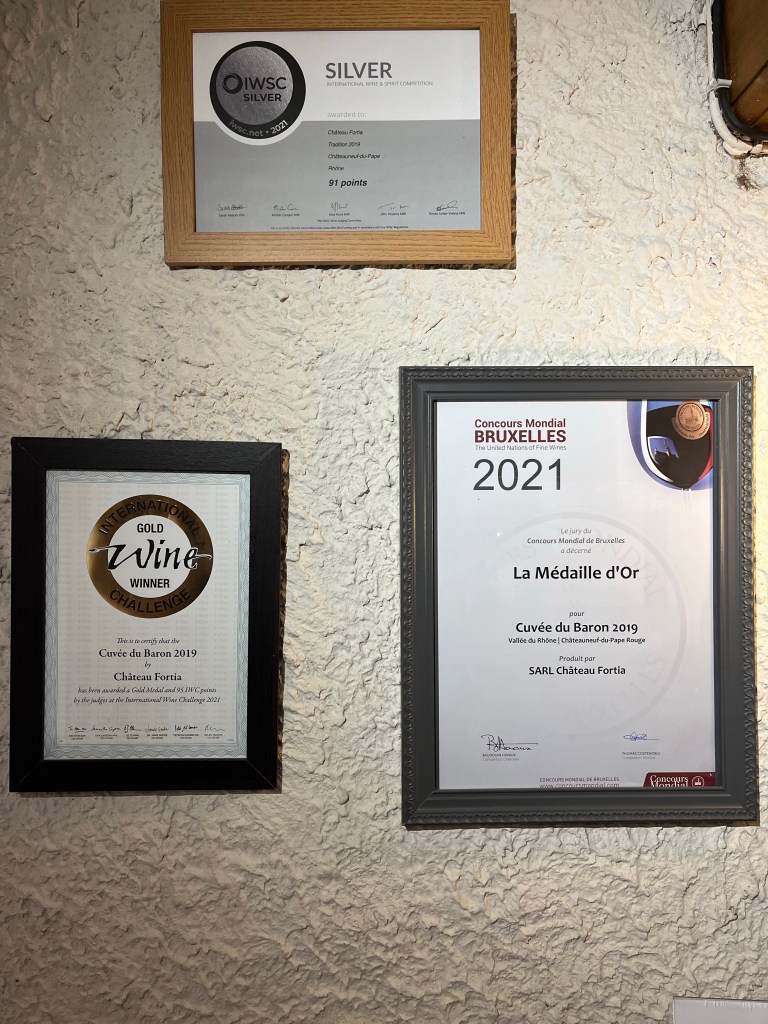 IWSC
SILVER
iwsc.net • 2021
SILVER
INTERNATIONAL WINE & SPIRIT COMPETITION
awarded to:
Château Fortia
Tradition 2019
Châteauneuf-du-Pape
Rhône
91 points
INTERNATIONAL
GOLD
Wine
WINNER
CHALLENGE
This is to certify that the
Cuvée du Baron 2019
by
Château Fortia
has been awarded a Gold Medal and 95 IWC points
by the judges at the International Wine Challenge 2021
Concours Mondial
BRUXELLES
The United Nations of Fine Wines
2021
Le jury du
Concours Mondial de Bruxelles
a décerné
La Médaille d'Or
pour
Cuvée du Baron 2019
Vallée du Rhône | Châteauneuf-du-Pape Rouge
Produit par
SARL Château Fortia
CONCOURS MONDIAL DE BRUXELLES
www.concoursmondial.com
Concours
Mondial